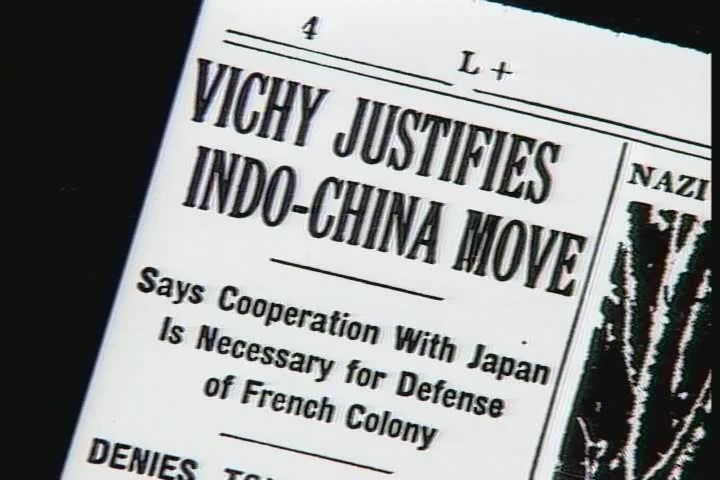 4
L +
VICHY JUSTIFIES
INDO-CHINA MOVE
Says Cooperation With Japan
Is Necessary for Defense
of French Colony
DENIES
NAZI